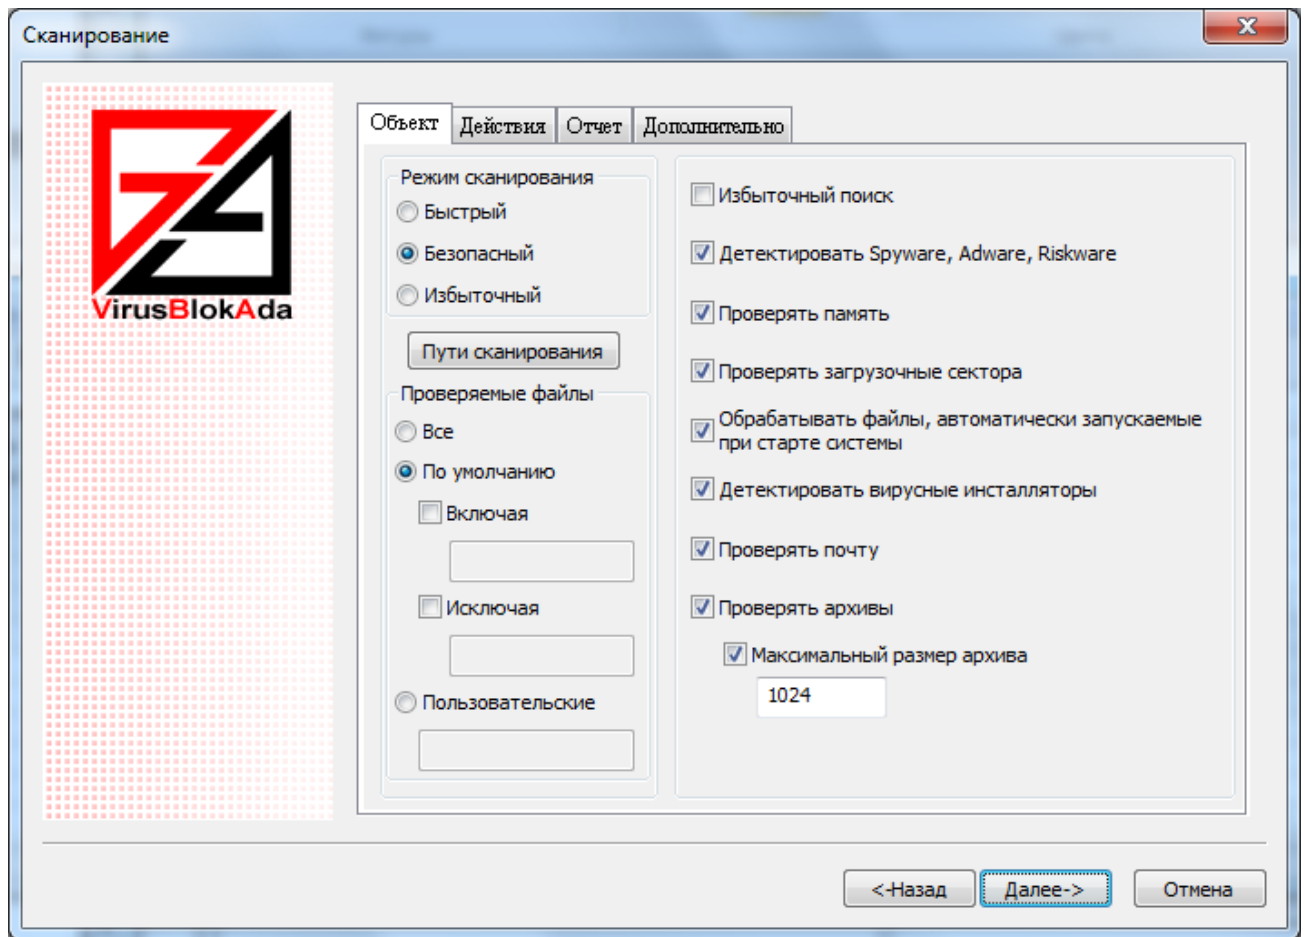 Сканирование
VirusBlokAda
Объект
Действия
Отчет
Дополнительно
Режим сканирования
Быстрый
Безопасный
Избыточный
Пути сканирования
Проверяемые файлы
Все
По умолчанию
Включая
Исключая
Пользовательские
Избыточный поиск
Детектировать Spyware, Adware, Riskware
Проверять память
Проверять загрузочные сектора
Обрабатывать файлы, автоматически запускаемые
при старте системы
Детектировать вирусные инсталляторы
Проверять почту
Проверять архивы
Максимальный размер архива
1024
<-Назад
Далее->
Отмена